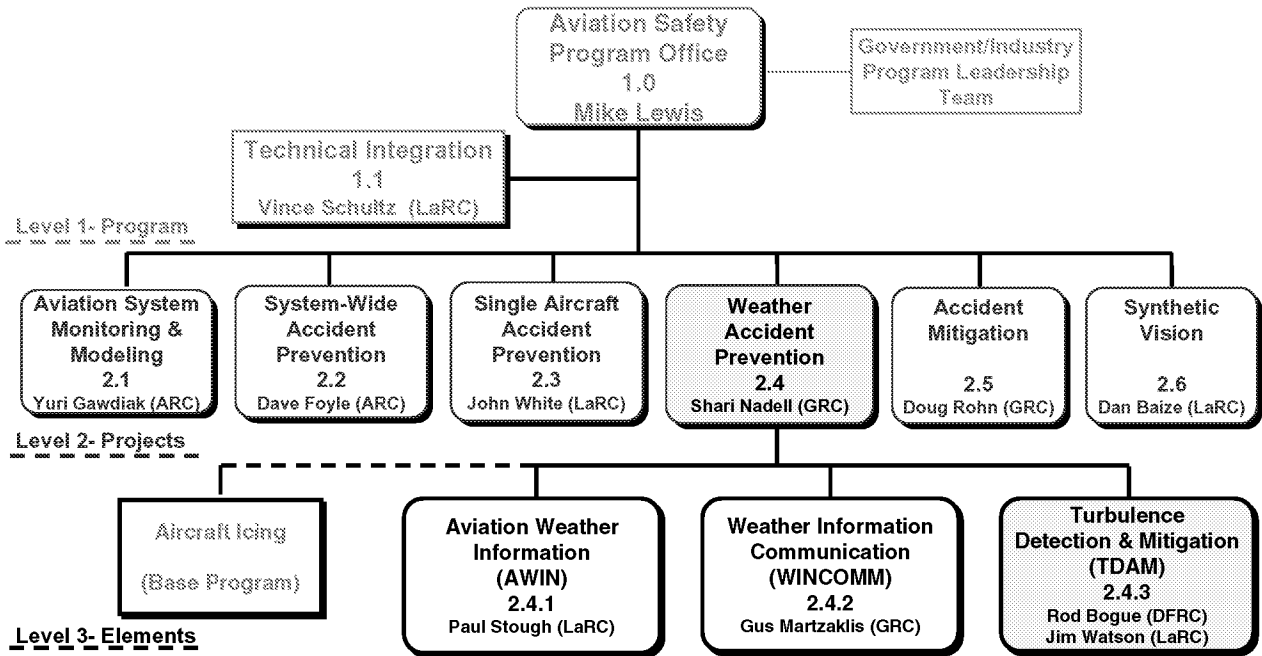 Aviation Safety
Program Office
1.0
Mike Lewis
Government/Industry
Program Leadership
Team
Technical Integration
1.1
Vince Schultz (LaRC)
Level 1- Program
Aviation System
Monitoring &
Modeling
2.1
Yuri Gawdiak (ARC)
System-Wide
Accident
Prevention
2.2
Dave Foyle (ARC)
Single Aircraft
Accident
Prevention
2.3
John White (LaRC)
Weather
Accident
Prevention
2.4
Shari Nadell (GRC)
Accident
Mitigation
2.5
Doug Rohn (GRC)
Synthetic
Vision
2.6
Dan Baize (LaRC)
Level 2- Projects
Aircraft Icing
(Base Program)
Aviation Weather
Information
(AWIN)
2.4.1
Paul Stough (LaRC)
Weather Information
Communication
(WINCOMM)
2.4.2
Gus Martzaklis (GRC)
Turbulence
Detection & Mitigation
(TDAM)
2.4.3
Rod Bogue (DFRC)
Jim Watson (LaRC)
Level 3- Elements